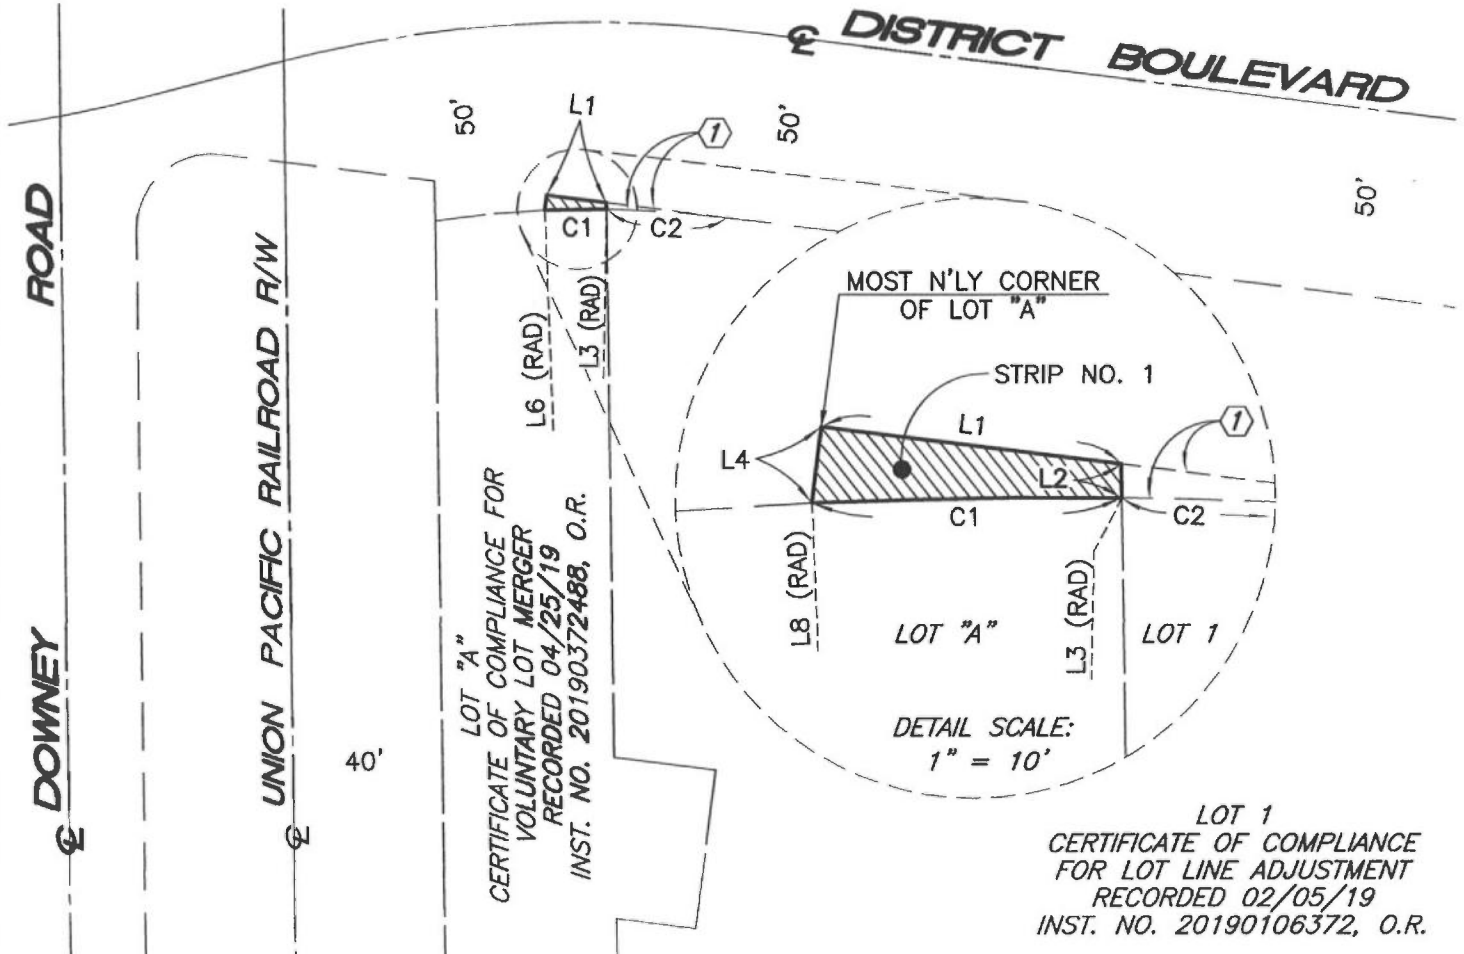 ℄ DISTRICT BOULEVARD
50'
L1
1
50'
50'
C1
C2
L6 (RAD)
L3 (RAD)
℄ DOWNEY ROAD
℄ UNION PACIFIC RAILROAD R/W
40'
LOT "A"
CERTIFICATE OF COMPLIANCE FOR
VOLUNTARY LOT MERGER
RECORDED 04/25/19
INST. NO. 20190372488, O.R.
MOST N'LY CORNER
OF LOT "A"
STRIP NO. 1
L1
1
L4
L2
C1
C2
L8 (RAD)
L3 (RAD)
LOT "A"
LOT 1
DETAIL SCALE:
1" = 10'
LOT 1
CERTIFICATE OF COMPLIANCE
FOR LOT LINE ADJUSTMENT
RECORDED 02/05/19
INST. NO. 20190106372, O.R.